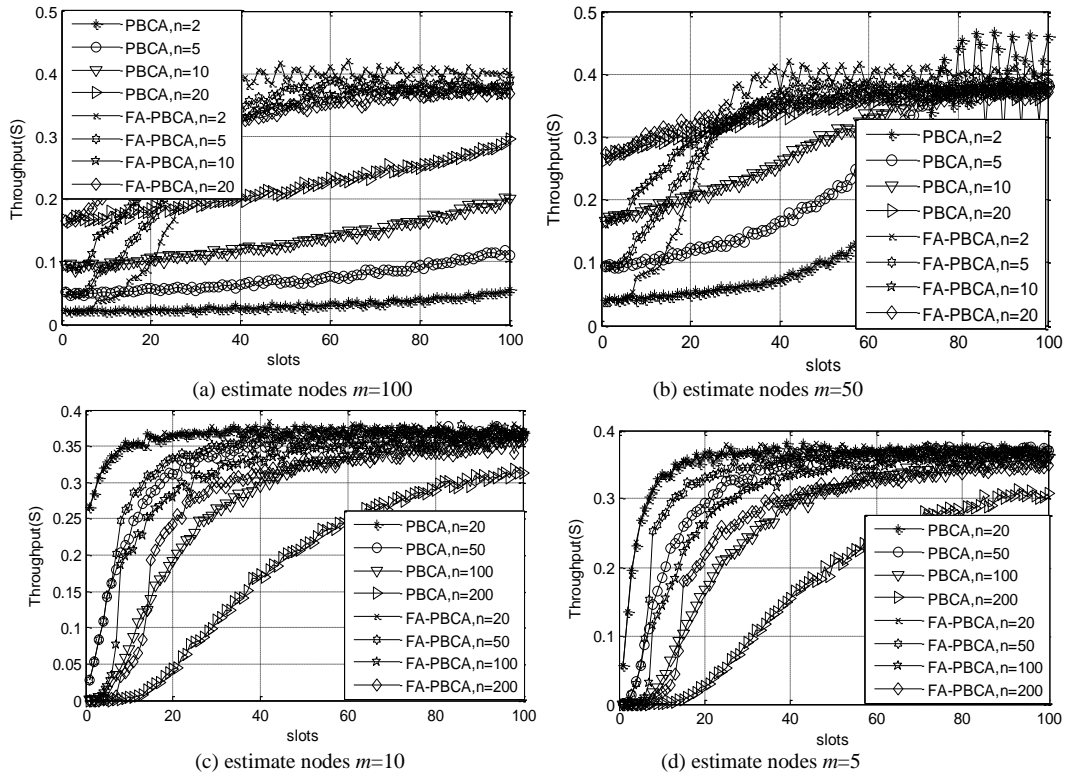 0.5
0.4
0.3
0.2
0.1
0
Throughput(S)
PBCA,n=2
PBCA,n=5
PBCA,n=10
PBCA,n=20
FA-PBCA,n=2
FA-PBCA,n=5
FA-PBCA,n=10
FA-PBCA,n=20
0 20 40 60 80 100
slots
(a) estimate nodes m=100
0.5
0.4
0.3
0.2
0.1
0
Throughput(S)
PBCA,n=2
PBCA,n=5
PBCA,n=10
PBCA,n=20
FA-PBCA,n=2
FA-PBCA,n=5
FA-PBCA,n=10
FA-PBCA,n=20
0 20 40 60 80 100
slots
(b) estimate nodes m=50
0.4
0.35
0.3
0.25
0.2
0.15
0.1
0.05
0
Throughput(S)
PBCA,n=20
PBCA,n=50
PBCA,n=100
PBCA,n=200
FA-PBCA,n=20
FA-PBCA,n=50
FA-PBCA,n=100
FA-PBCA,n=200
0 20 40 60 80 100
slots
(c) estimate nodes m=10
0.4
0.3
0.2
0.1
0
Throughput(S)
PBCA,n=20
PBCA,n=50
PBCA,n=100
PBCA,n=200
FA-PBCA,n=20
FA-PBCA,n=50
FA-PBCA,n=100
FA-PBCA,n=200
0 20 40 60 80 100
slots
(d) estimate nodes m=5